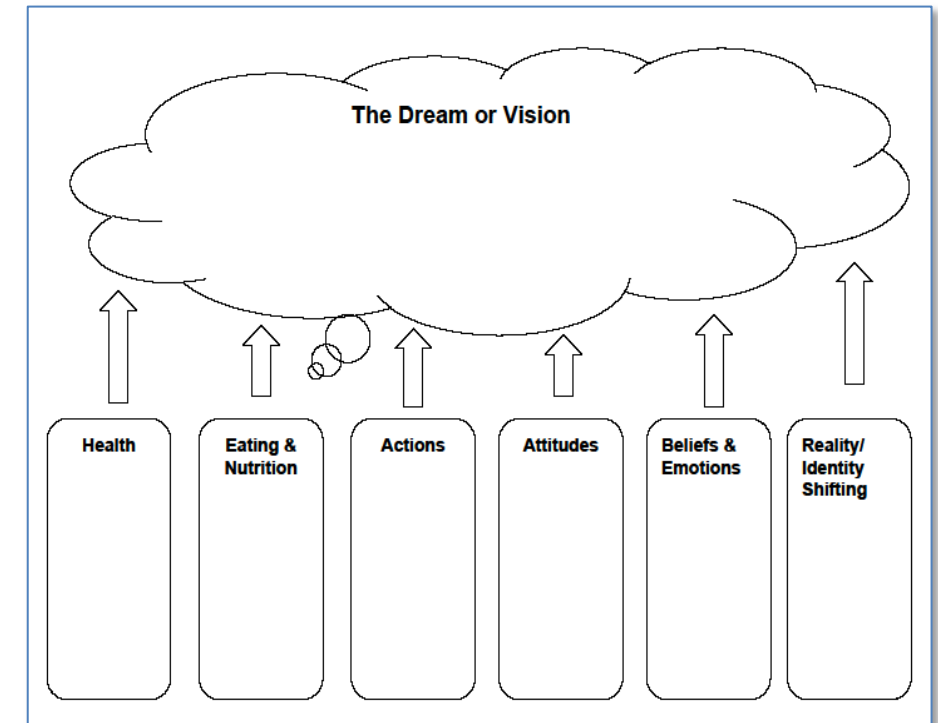 The Dream or Vision
Health
Eating &
Nutrition
Actions
Attitudes
Beliefs &
Emotions
Reality/
Identity
Shifting